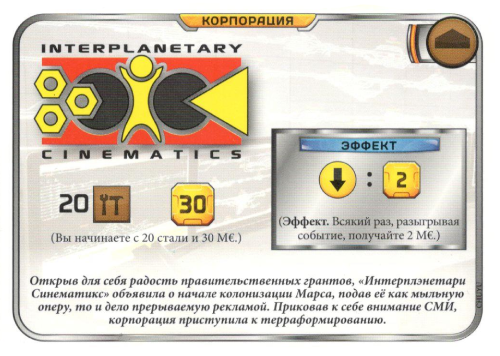 КОРПОРАЦИЯ
INTERPLANETARY
CINEMATICS
ЭФФЕКТ
: 2
20 30
(Вы начинаете с 20 стали и 30 М€.)
(Эффект. Всякий раз, разыгрывая
событие, получайте 2 М€.)
Открыв для себя радость правительственных грантов, «Интерплэнетари
Синематикс» объявила о начале колонизации Марса, подав её как мыльную
оперу, то и дело прерываемую рекламой. Приковав к себе внимание СМИ,
корпорация приступила к терраформированию.